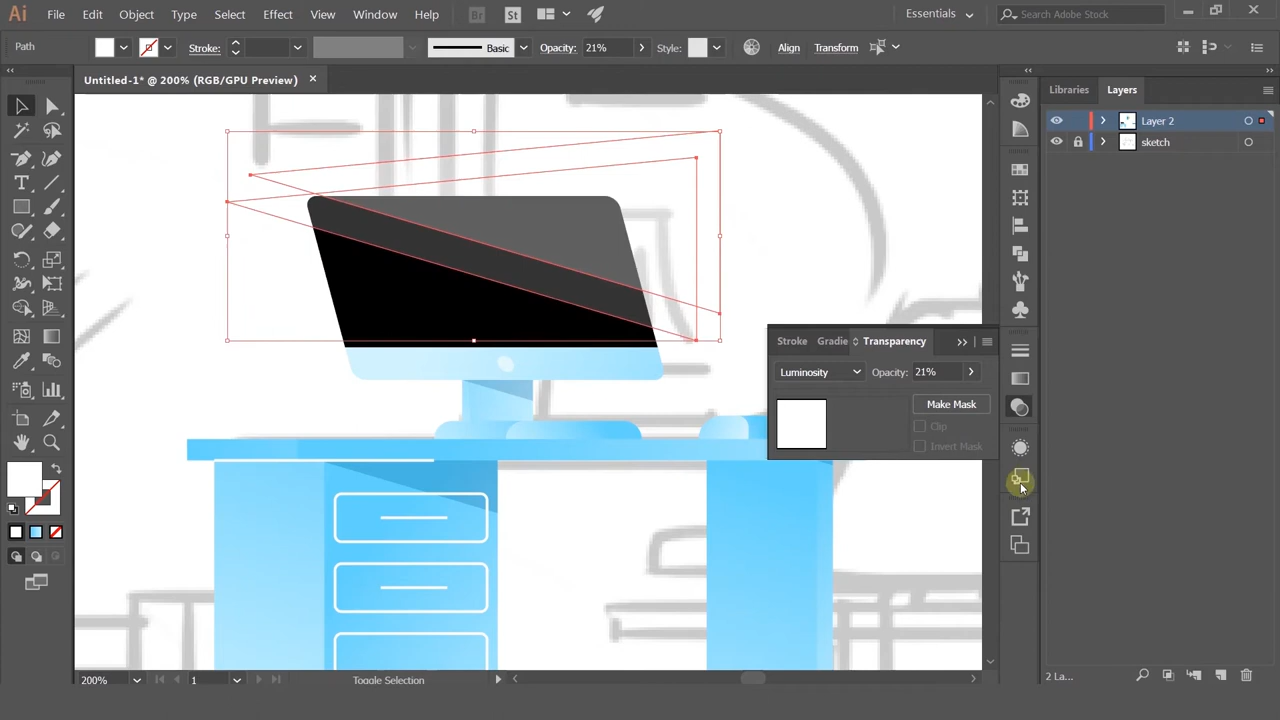 Ai File Edit Object Type Select Effect View Window Help Br St Essentials Search Adobe Stock
Path Stroke: Basic Opacity: 21% Style: Align Transform
Untitled-1* @ 200% (RGB/GPU Preview)
Libraries Layers
Layer 2
sketch
Stroke Gradie Transparency
Luminosity Opacity: 21%
Make Mask
Clip
Invert Mask
200% 1 Toggle Selection
2 La...